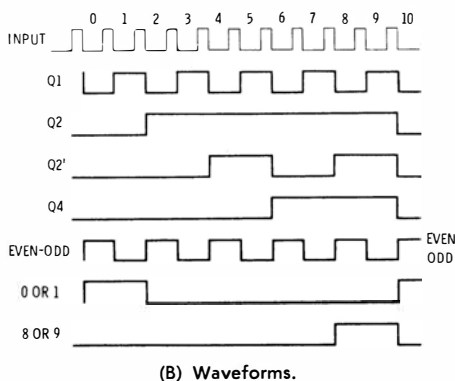 0 1 2 3 4 5 6 7 8 9 10
INPUT
Q1
Q2
Q2'
Q4
EVEN-ODD
EVEN
ODD
0 OR 1
8 OR 9
(B) Waveforms.